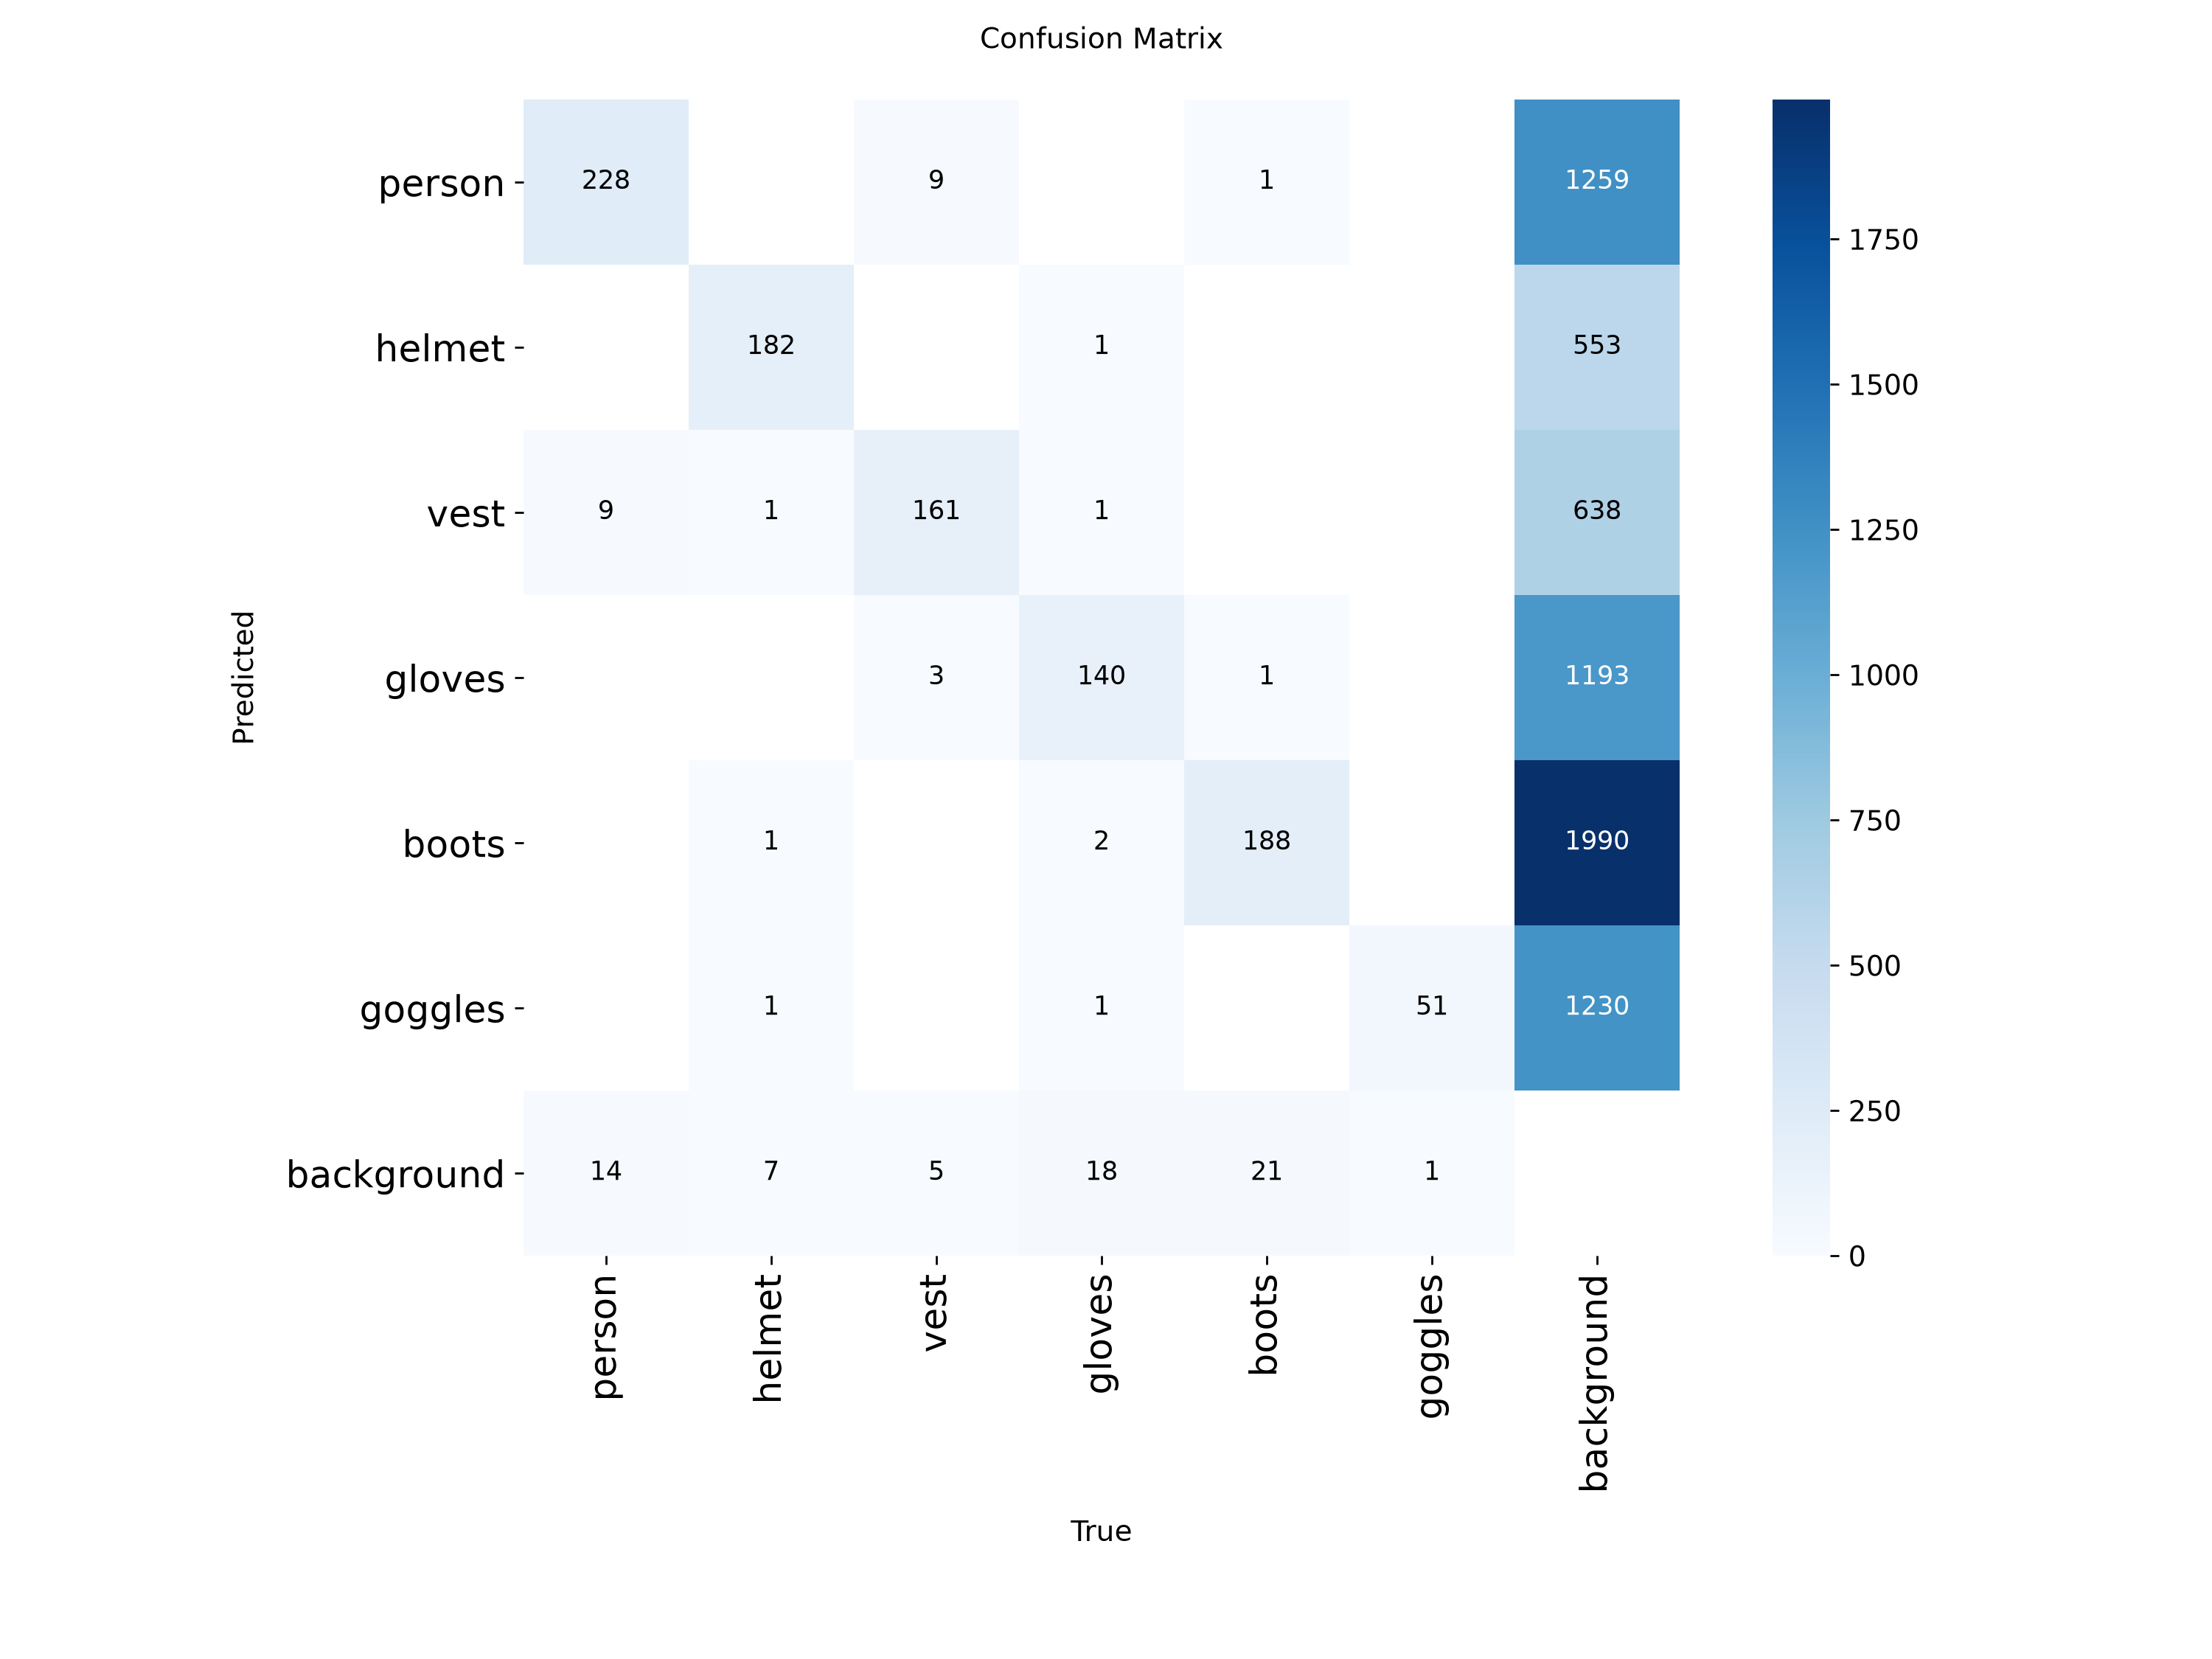 Confusion Matrix
person 228 9 1 1259
helmet 182 1 553
vest 9 1 161 1 638
gloves 3 140 1 1193
boots 1 2 188 1990
goggles 1 1 51 1230
background 14 7 5 18 21 1
Predicted
person helmet vest gloves boots goggles background
True
1750
1500
1250
1000
750
500
250
0